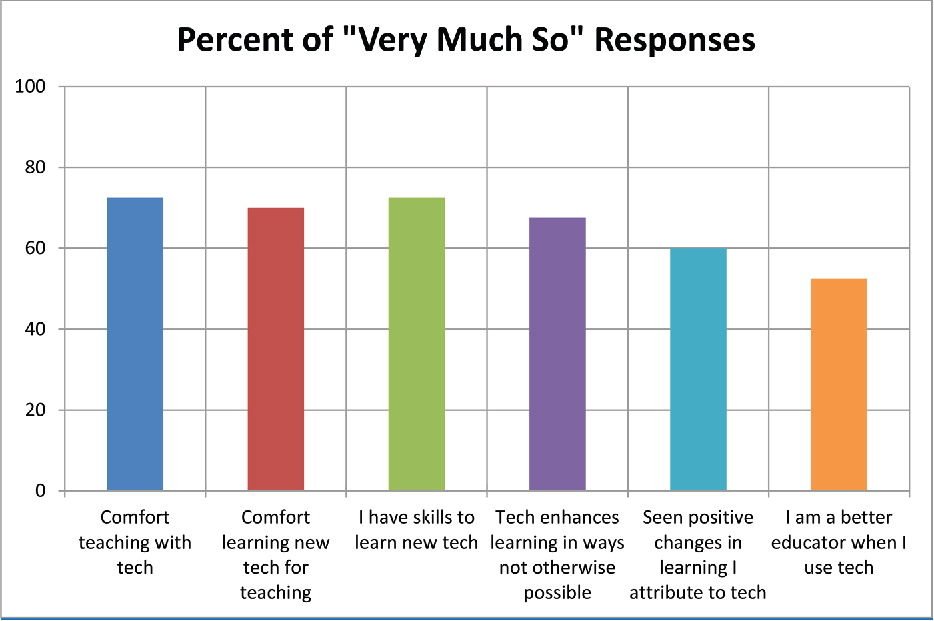 Percent of "Very Much So" Responses
100
80
60
40
20
0
Comfort
teaching with
tech
Comfort
learning new
tech for
teaching
I have skills to
learn new tech
Tech enhances
learning in ways
not otherwise
possible
Seen positive
changes in
learning I
attribute to tech
I am a better
educator when I
use tech